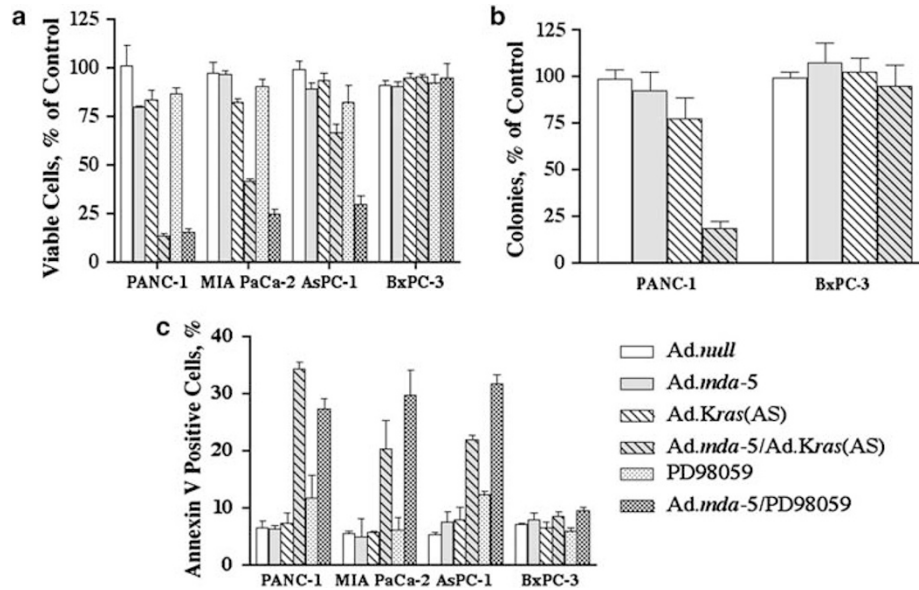 a
Viable Cells, % of Control
125
100
75
50
25
0
PANC-1 MIA PaCa-2 AsPC-1 BxPC-3
b
Colonies, % of Control
125
100
75
50
25
0
PANC-1 BxPC-3
c
Annexin V Positive Cells, %
40
30
20
10
0
PANC-1 MIA PaCa-2 AsPC-1 BxPC-3
Ad.null
Ad.mda-5
Ad.Kras(AS)
Ad.mda-5/Ad.Kras(AS)
PD98059
Ad.mda-5/PD98059